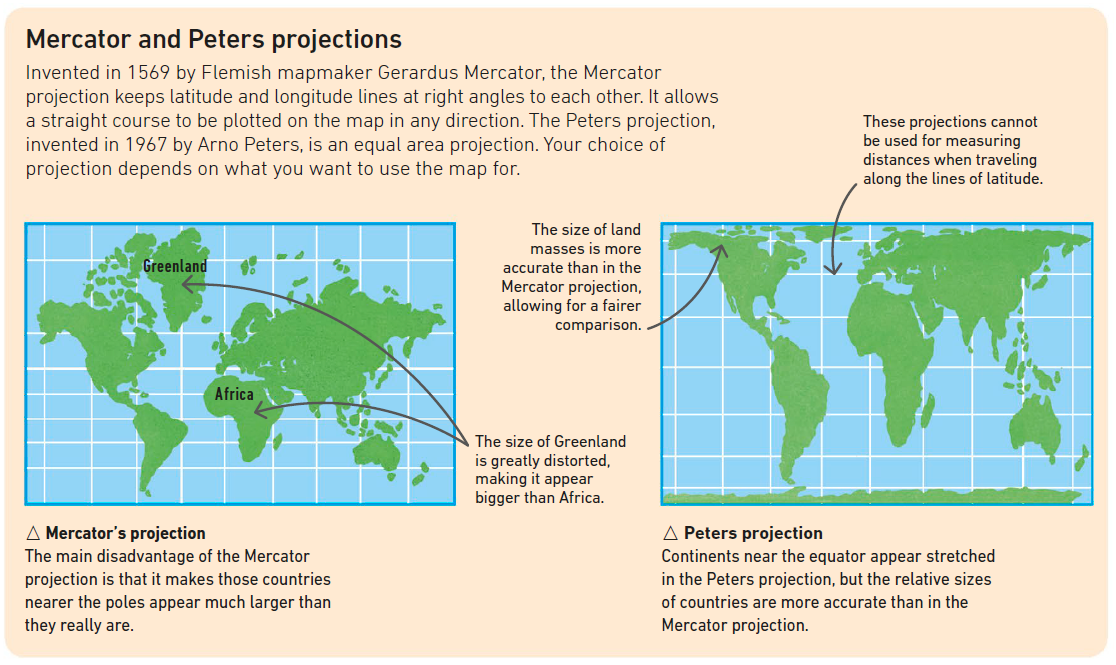 Mercator and Peters projections
Invented in 1569 by Flemish mapmaker Gerardus Mercator, the Mercator
projection keeps latitude and longitude lines at right angles to each other. It allows
a straight course to be plotted on the map in any direction. The Peters projection,
invented in 1967 by Arno Peters, is an equal area projection. Your choice of
projection depends on what you want to use the map for.
These projections cannot
be used for measuring
distances when traveling
along the lines of latitude.
Greenland
Africa
The size of Greenland
is greatly distorted,
making it appear
bigger than Africa.
The size of land
masses is more
accurate than in the
Mercator projection,
allowing for a fairer
comparison.
△ Mercator's projection
The main disadvantage of the Mercator
projection is that it makes those countries
nearer the poles appear much larger than
they really are.
△ Peters projection
Continents near the equator appear stretched
in the Peters projection, but the relative sizes
of countries are more accurate than in the
Mercator projection.